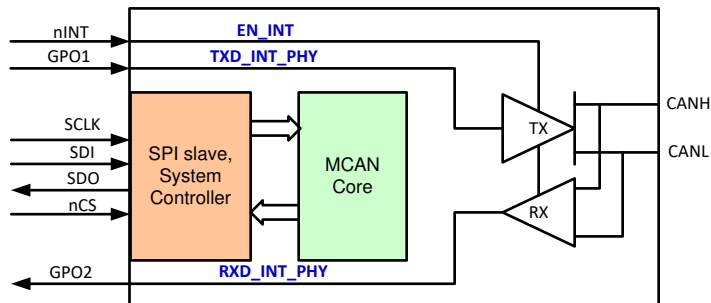 nINT
EN_INT
GPO1
TXD_INT_PHY
CANH
SCLK
TX
SDI
SPI slave,
System
Controller
MCAN
Core
CANL
SDO
nCS
RX
GPO2
RXD_INT_PHY